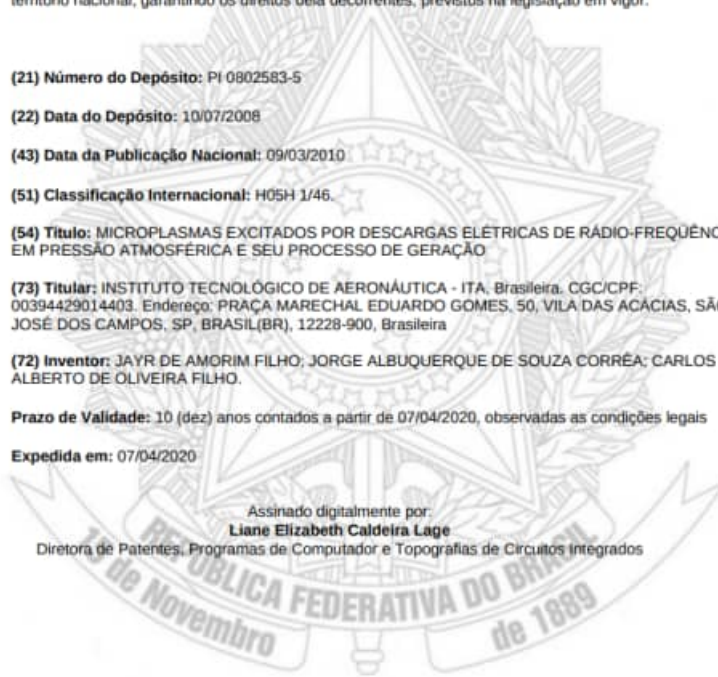 território nacional, garantindo os direitos dela decorrentes, previstos na legislação em vigor.
(21) Número do Depósito: PI 0802583-5
(22) Data do Depósito: 10/07/2008
(43) Data da Publicação Nacional: 09/03/2010
(51) Classificação Internacional: H05H 1/46.
(54) Título: MICROPLASMAS EXCITADOS POR DESCARGAS ELÉTRICAS DE RÁDIO-FREQÜÊNC
EM PRESSÃO ATMOSFÉRICA E SEU PROCESSO DE GERAÇÃO
(73) Titular: INSTITUTO TECNOLÓGICO DE AERONÁUTICA - ITA, Brasileira. CGC/CPF:
00394429014403. Endereço: PRAÇA MARECHAL EDUARDO GOMES, 50, VILA DAS ACÁCIAS, SÃO
JOSÉ DOS CAMPOS, SP, BRASIL(BR), 12228-900, Brasileira
(72) Inventor: JAYR DE AMORIM FILHO; JORGE ALBUQUERQUE DE SOUZA CORRÊA; CARLOS
ALBERTO DE OLIVEIRA FILHO.
Prazo de Validade: 10 (dez) anos contados a partir de 07/04/2020, observadas as condições legais
Expedida em: 07/04/2020
Assinado digitalmente por:
Liane Elizabeth Caldeira Lage
Diretora de Patentes, Programas de Computador e Topografias de Circuitos Integrados
REPÚBLICA FEDERATIVA DO BRASIL
15 de Novembro
de 1889